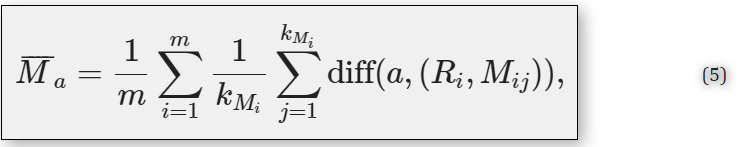 $$\overline{M}_a = \frac{1}{m} \sum_{i=1}^{m} \frac{1}{k_{M_i}} \sum_{j=1}^{k_{M_i}} \text{diff}(a, (R_i, M_{ij})),$$ (5)